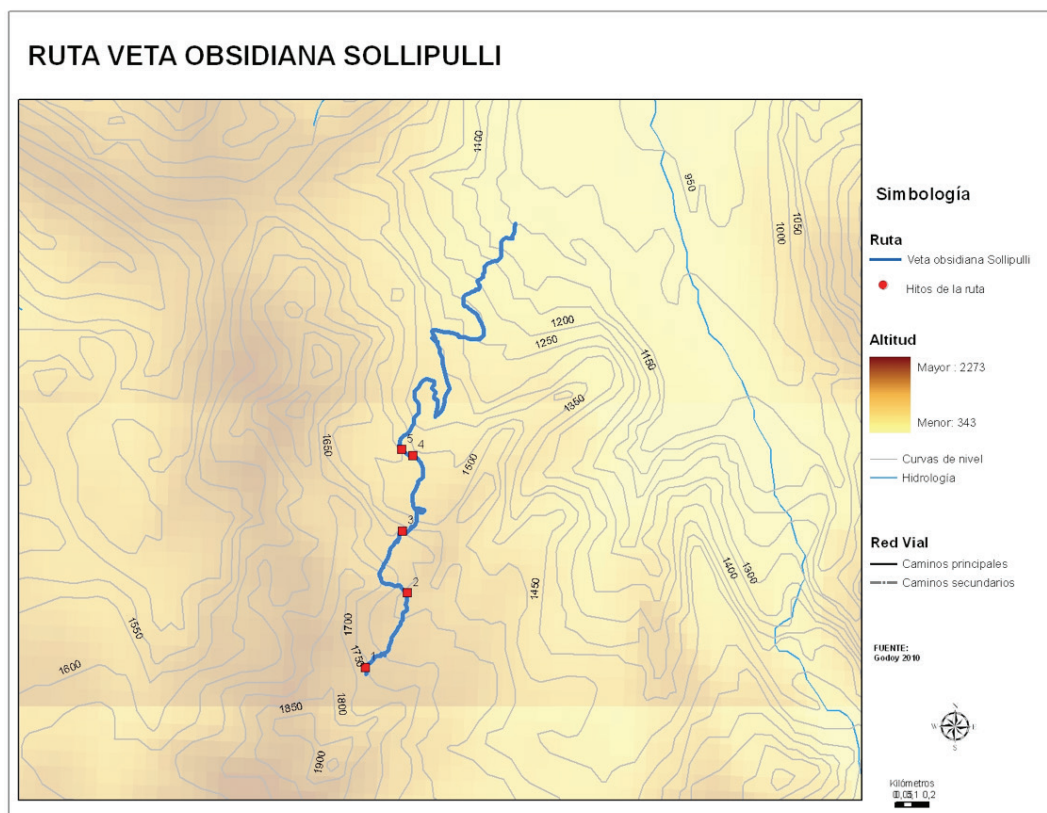 RUTA VETA OBSIDIANA SOLLIPULLI
1100
950
1050
1000
1200
1250
1150
1350
1650
5
4
1500
3
1400
1300
2
1450
1700
1550
1
1750
1600
1800
1850
1900
Simbología
Ruta
Veta obsidiana Sollipulli
Hitos de la ruta
Altitud
Mayor : 2273
Menor: 343
Curvas de nivel
Hidrología
Red Vial
Caminos principales
Caminos secundarios
FUENTE:
Godoy 2010
N
W E
S
Kilómetros
0,2